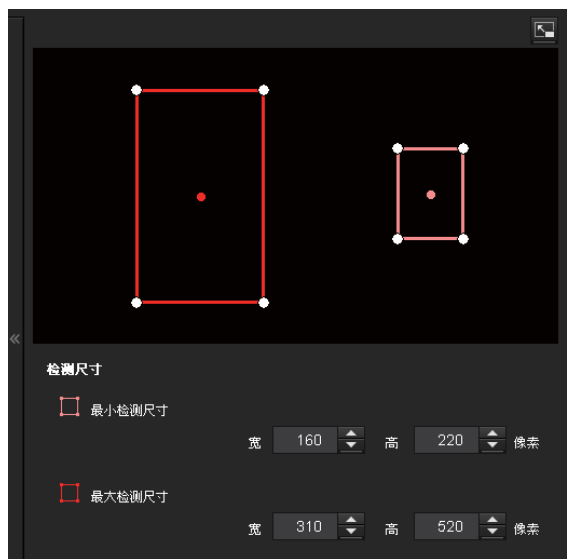 检测尺寸
最小检测尺寸
宽 160 高 220 像素
最大检测尺寸
宽 310 高 520 像素